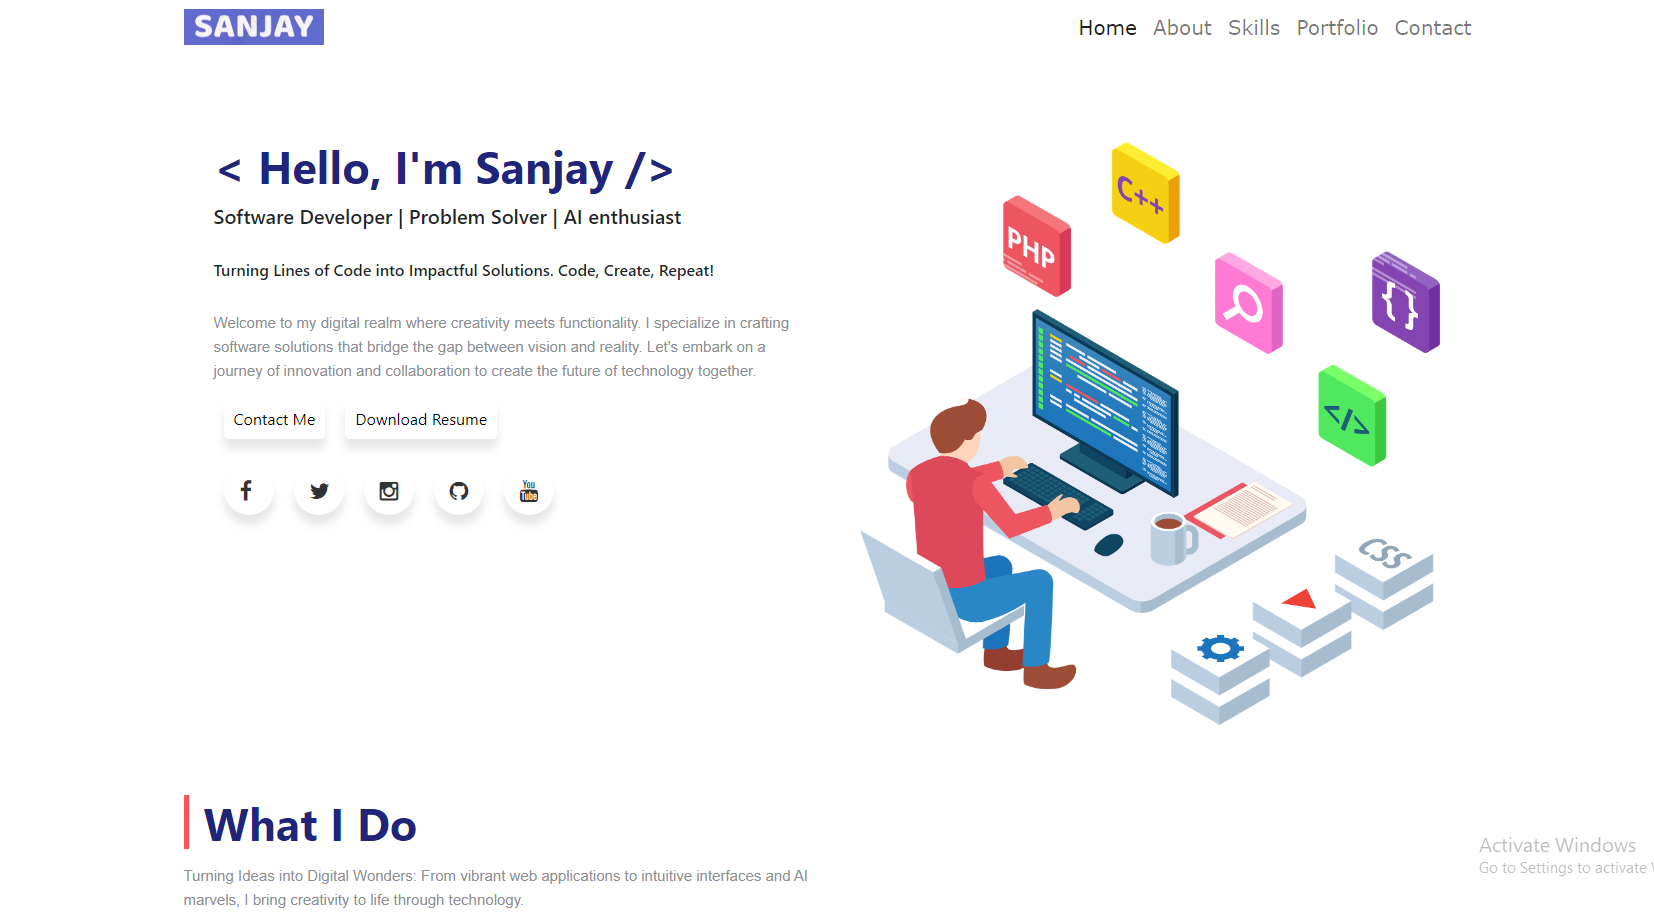 SANJAY
Home About Skills Portfolio Contact
< Hello, I'm Sanjay />
Software Developer | Problem Solver | AI enthusiast
Turning Lines of Code into Impactful Solutions. Code, Create, Repeat!
Welcome to my digital realm where creativity meets functionality. I specialize in crafting
software solutions that bridge the gap between vision and reality. Let's embark on a
journey of innovation and collaboration to create the future of technology together.
Contact Me Download Resume
You
Tube
C++
PHP
{ }
</>
CSS
What I Do
Turning Ideas into Digital Wonders: From vibrant web applications to intuitive interfaces and AI
marvels, I bring creativity to life through technology.
Activate Windows
Go to Settings to activate W